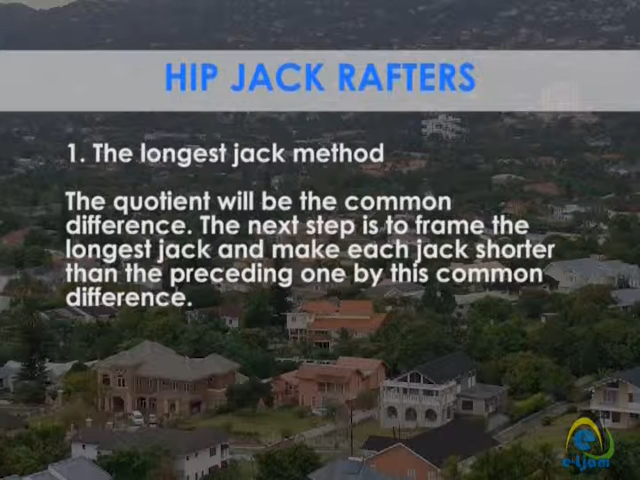 HIP JACK RAFTERS
1. The longest jack method
The quotient will be the common
difference. The next step is to frame the
longest jack and make each jack shorter
than the preceding one by this common
difference.
e-ljam